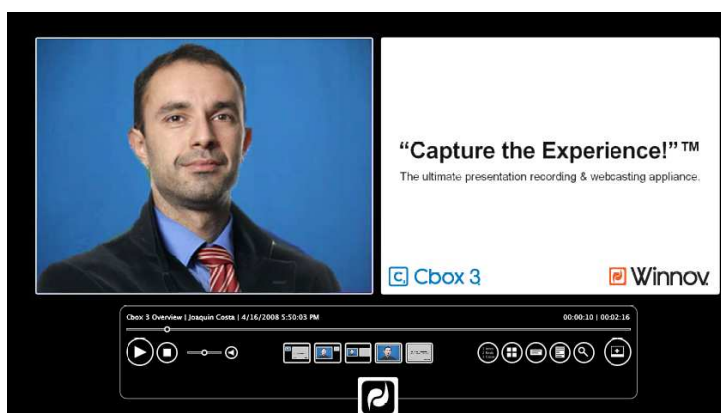 “Capture the Experience!”™
The ultimate presentation recording & webcasting appliance.
Cbox 3
Winnov
Cbox 3 Overview | Joaquin Costa | 4/16/2008 5:50:03 PM
00:00:10 | 00:02:16